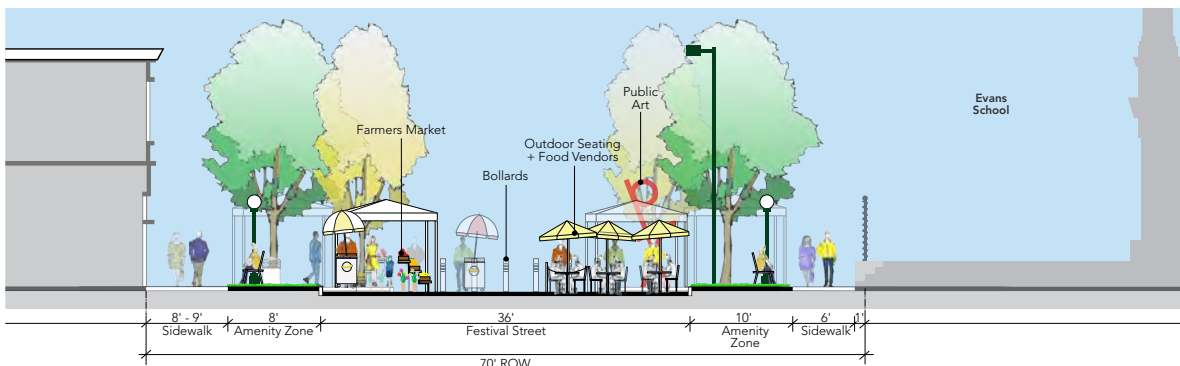 Evans
School
Public
Art
Farmers Market
Outdoor Seating
+ Food Vendors
Bollards
8' - 9'
Sidewalk
8'
Amenity Zone
36'
Festival Street
10'
Amenity
Zone
6'
Sidewalk
1'
70' ROW